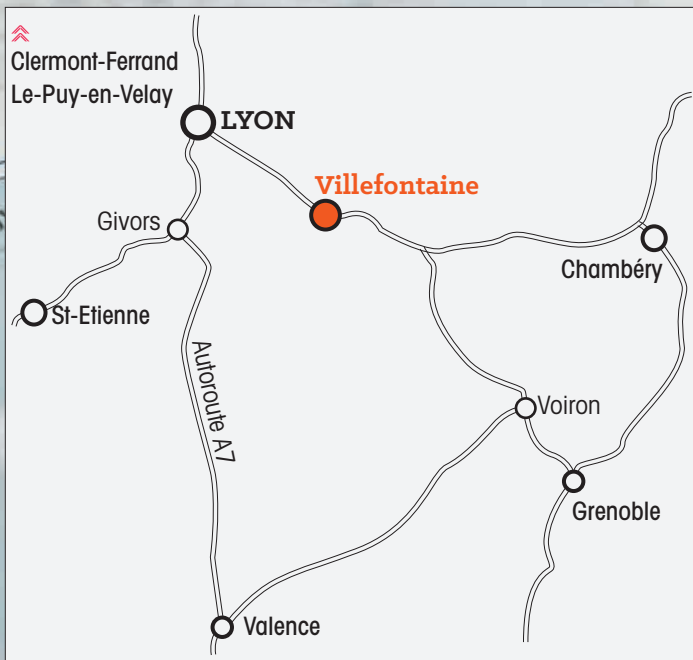 Clermont-Ferrand
Le-Puy-en-Velay
LYON
Villefontaine
Givors
Chambéry
St-Etienne
Autoroute A7
Voiron
Grenoble
Valence